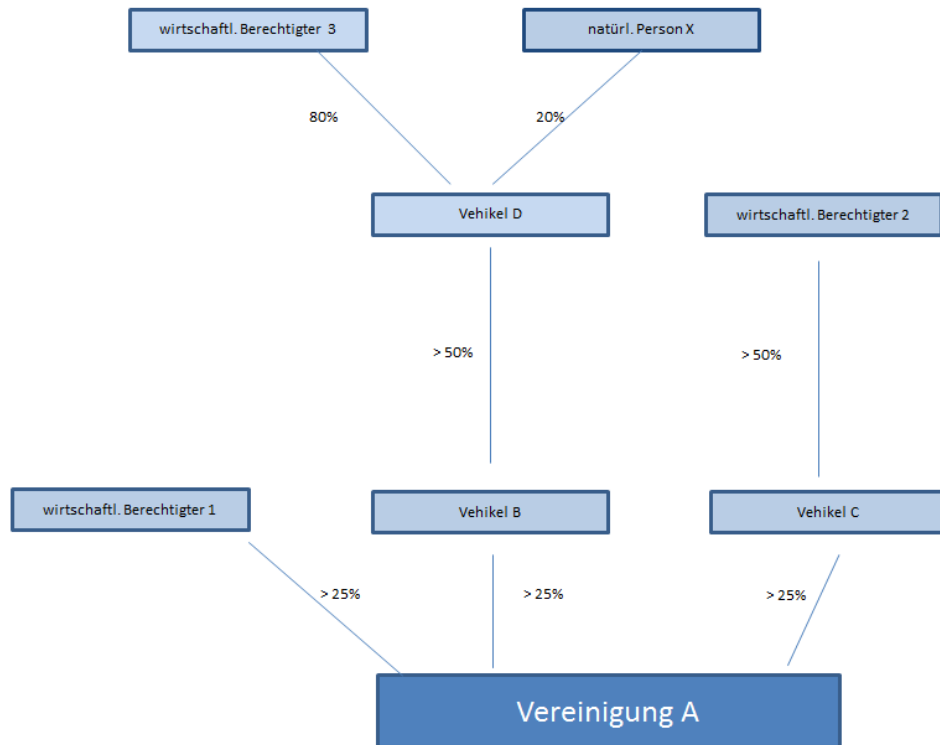 wirtschaftl. Berechtigter 3
natürl. Person X
80%
20%
Vehikel D
wirtschaftl. Berechtigter 2
> 50%
> 50%
wirtschaftl. Berechtigter 1
Vehikel B
Vehikel C
> 25%
> 25%
> 25%
Vereinigung A